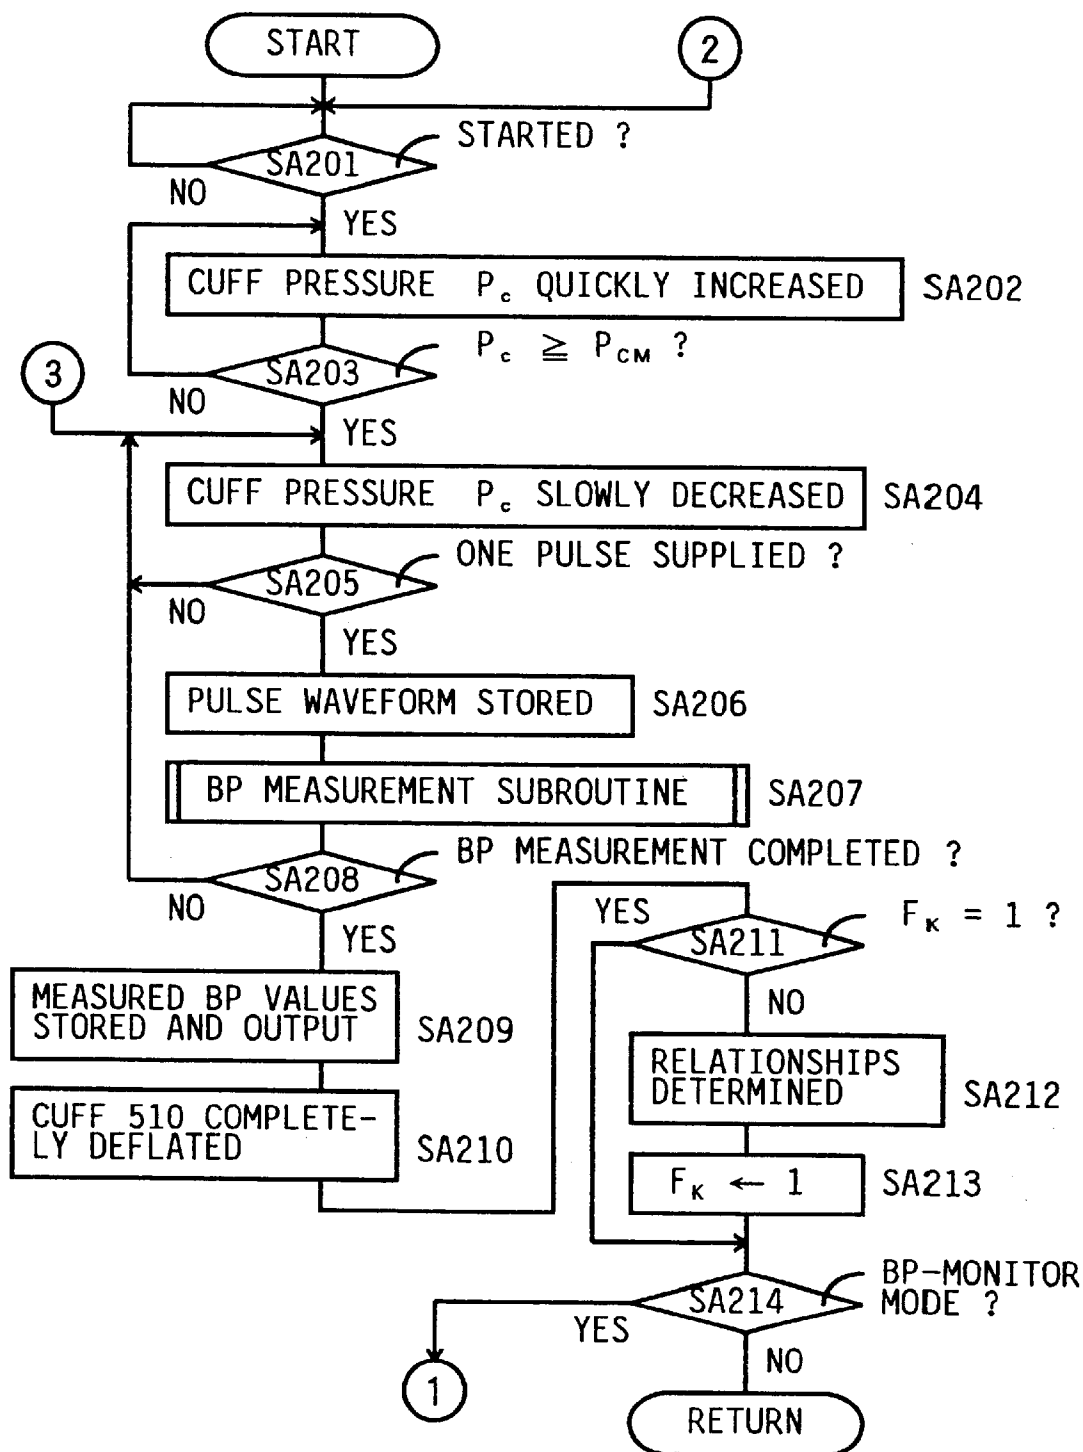 START
2
STARTED ?
SA201
NO
YES
CUFF PRESSURE Pc QUICKLY INCREASED
SA202
Pc ≧ PCM ?
SA203
3
NO
YES
CUFF PRESSURE Pc SLOWLY DECREASED
SA204
ONE PULSE SUPPLIED ?
SA205
NO
YES
PULSE WAVEFORM STORED
SA206
BP MEASUREMENT SUBROUTINE
SA207
BP MEASUREMENT COMPLETED ?
SA208
NO
YES
MEASURED BP VALUES
STORED AND OUTPUT
SA209
CUFF 510 COMPLETE-
LY DEFLATED
SA210
FK = 1 ?
YES
SA211
NO
RELATIONSHIPS
DETERMINED
SA212
FK ← 1
SA213
BP-MONITOR
MODE ?
SA214
YES
NO
1
RETURN